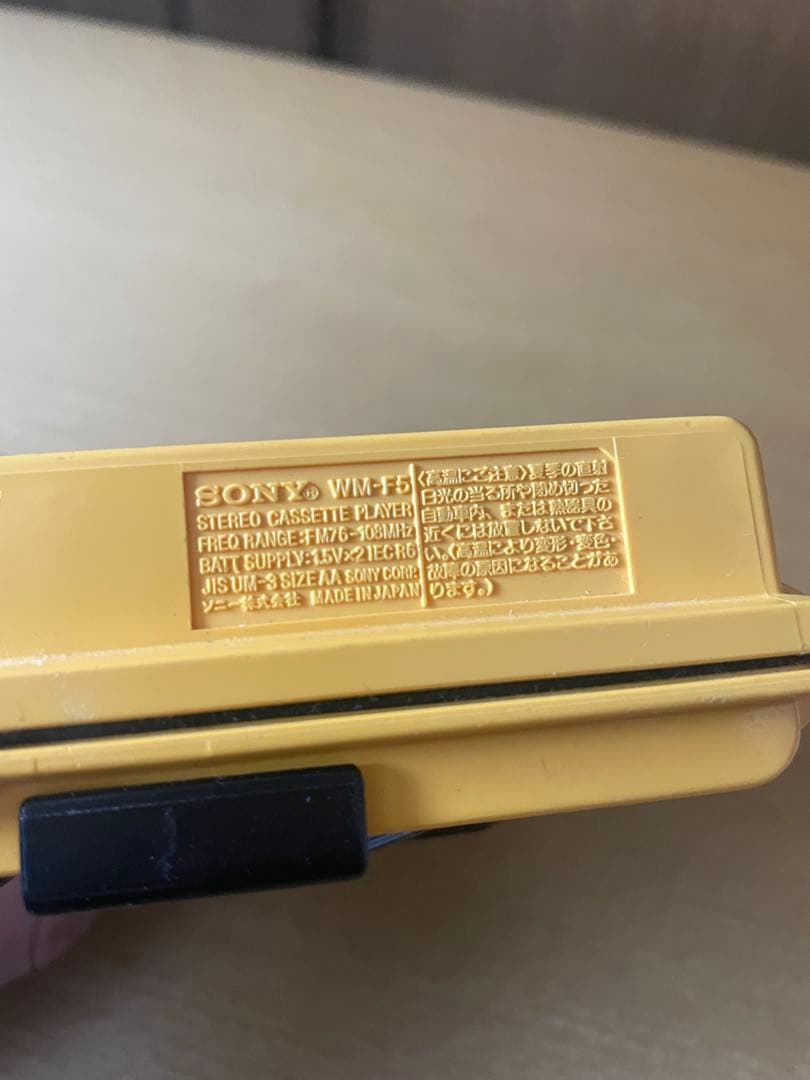 SONY® WM-F5
STEREO CASSETTE PLAYER
FREQ RANGE:FM76-108MHz
BATT SUPPLY:1.5V×2 IEC R6
JIS UM-3 SIZE AA SONY CORP.
ソニー株式会社 MADE IN JAPAN
〈高温にご注意〉夏季の直射
日光の当る所や閉め切った
自動車内、または熱器具の
近くには放置しないで下さ
い。(高温により変形・変色・
故障の原因になることがあ
ります。)